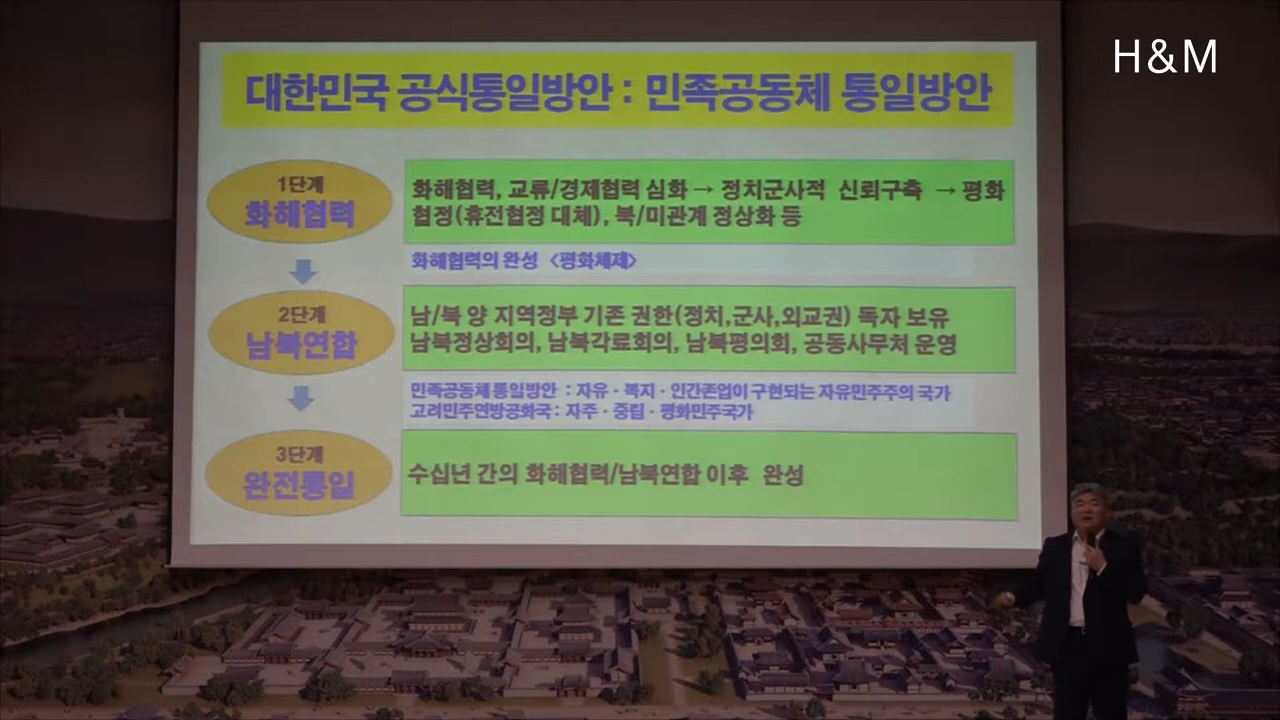 H&M
대한민국 공식통일방안 : 민족공동체 통일방안
1단계
화해협력
화해협력, 교류/경제협력 심화 → 정치군사적 신뢰구축 → 평화
협정(휴전협정 대체), 북/미관계 정상화 등
화해협력의 완성 <평화체제>
2단계
남북연합
남/북 양 지역정부 기존 권한(정치,군사,외교권) 독자 보유
남북정상회의, 남북각료회의, 남북평의회, 공동사무처 운영
민족공동체통일방안 : 자유 · 복지 · 인간존엄이 구현되는 자유민주주의 국가
고려민주연방공화국 : 자주 · 중립 · 평화민주국가
3단계
완전통일
수십년 간의 화해협력/남북연합 이후 완성